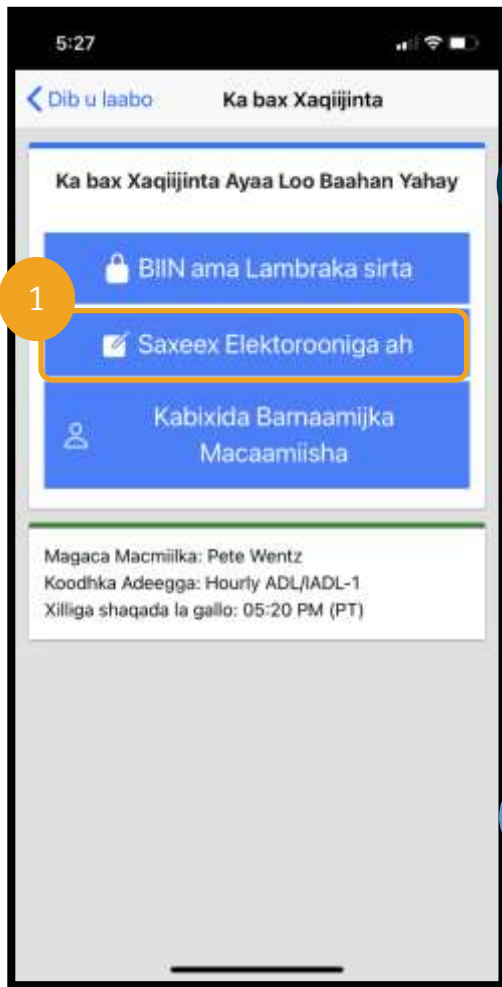 5:27
Dib u laabo
Ka bax Xaqiijinta
Ka bax Xaqiijinta Ayaa Loo Baahan Yahay
BIIN ama Lambraka sirta
1
Saxeex Elektorooniga ah
Kabixida Barnaamijka
Macaamiisha
Magaca Macmiilka: Pete Wentz
Koodhka Adeegga: Hourly ADL/IADL-1
Xilliga shaqada la gallo: 05:20 PM (PT)